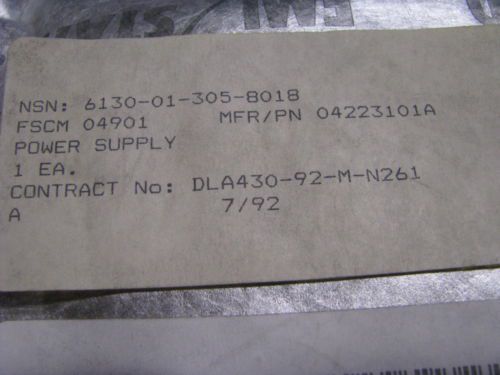 NSN: 6130-01-305-8018
FSCM 04901 MFR/PN 04223101A
POWER SUPPLY
1 EA.
CONTRACT No: DLA430-92-M-N261
A 7/92